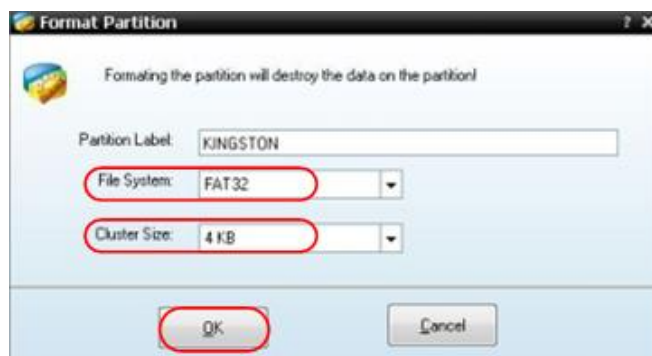 Format Partition ? X
Formating the partition will destroy the data on the partition!
Partition Label: KINGSTON
File System: FAT32
Cluster Size: 4 KB
OK Cancel